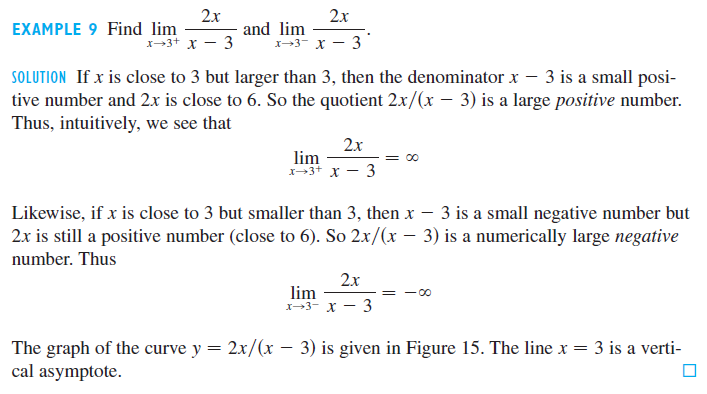 EXAMPLE 9 Find lim x→3+ 2x/(x − 3) and lim x→3− 2x/(x − 3).
SOLUTION If x is close to 3 but larger than 3, then the denominator x − 3 is a small posi-
tive number and 2x is close to 6. So the quotient 2x/(x − 3) is a large positive number.
Thus, intuitively, we see that
lim x→3+ 2x/(x − 3) = ∞
Likewise, if x is close to 3 but smaller than 3, then x − 3 is a small negative number but
2x is still a positive number (close to 6). So 2x/(x − 3) is a numerically large negative
number. Thus
lim x→3− 2x/(x − 3) = −∞
The graph of the curve y = 2x/(x − 3) is given in Figure 15. The line x = 3 is a verti-
cal asymptote.